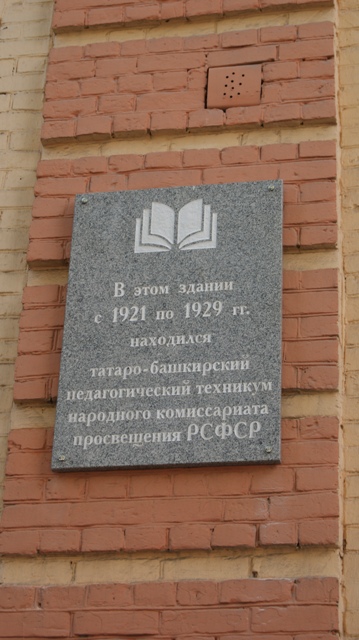 В этом здании
с 1921 по 1929 гг.
находился
татаро-башкирский
педагогический техникум
народного комиссариата
просвещения РСФСР